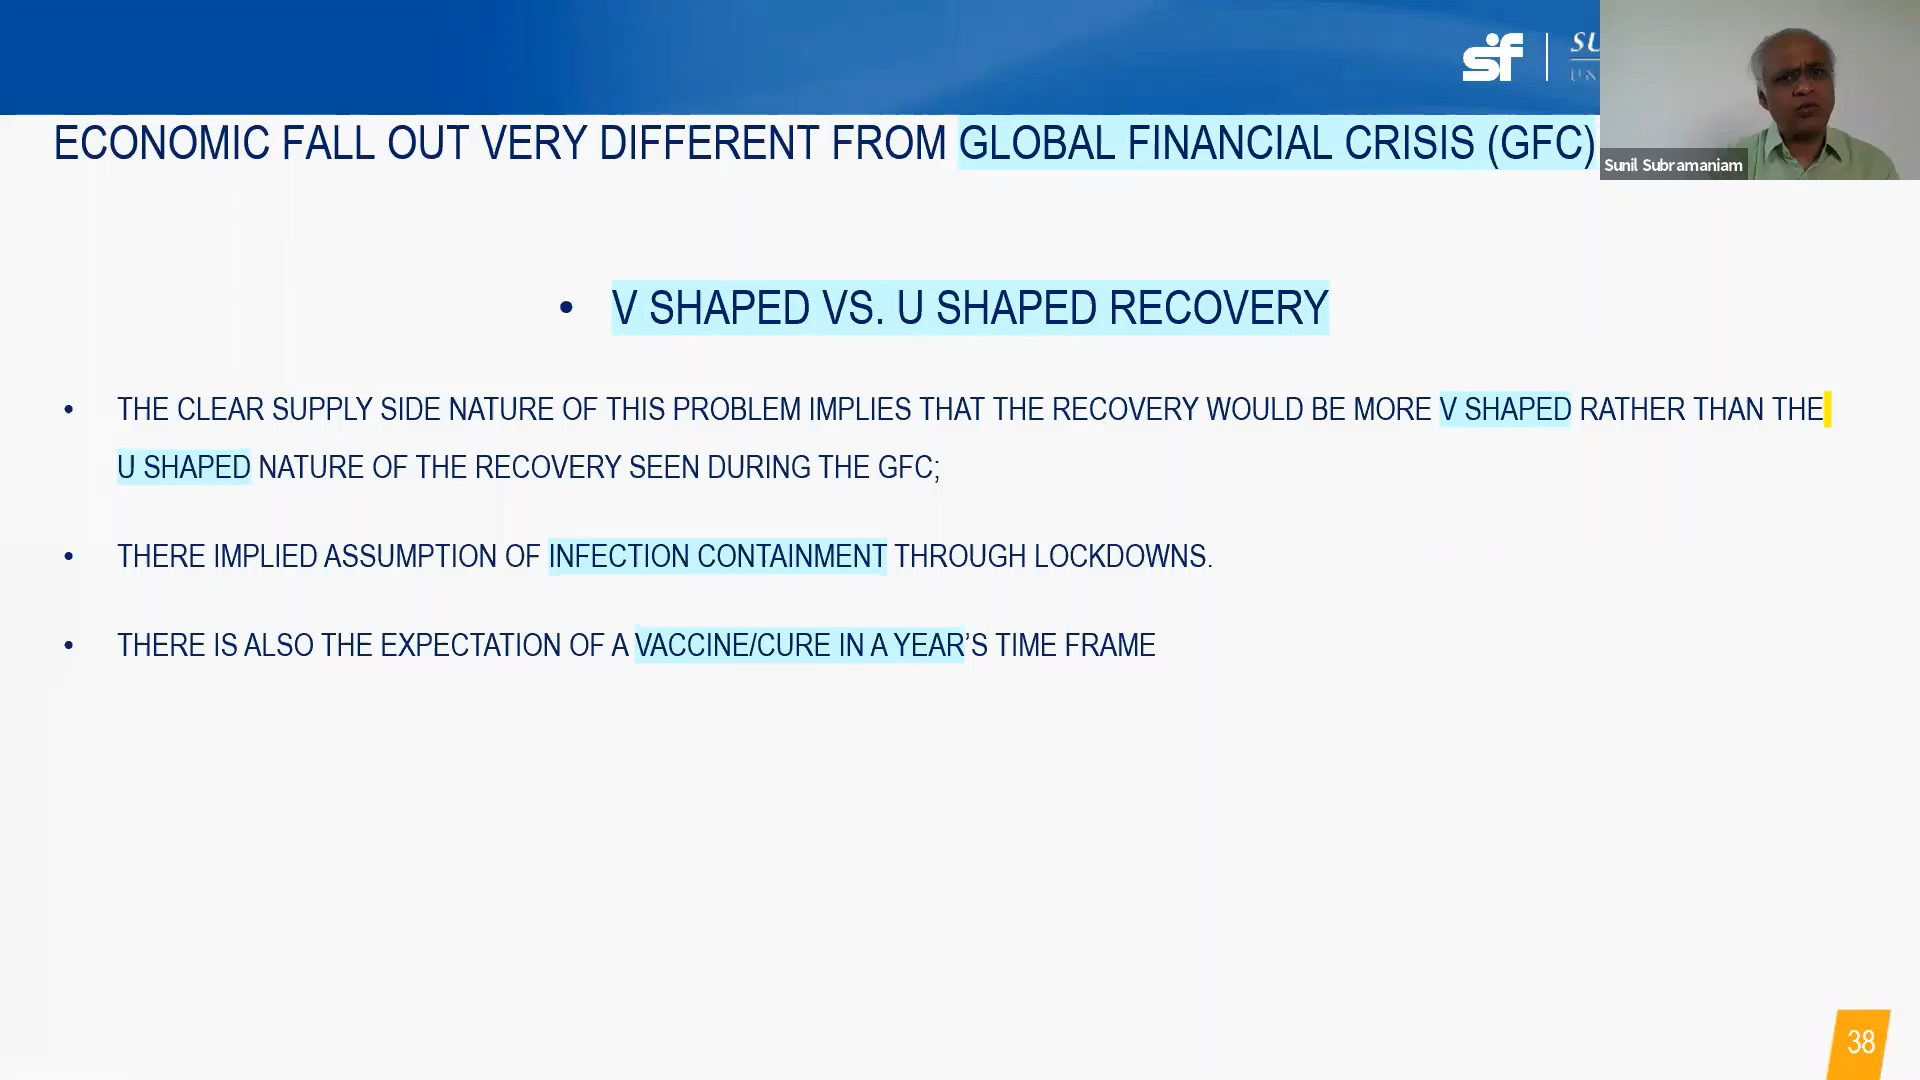 sf
SU
UN
ECONOMIC FALL OUT VERY DIFFERENT FROM GLOBAL FINANCIAL CRISIS (GFC)
Sunil Subramaniam
• V SHAPED VS. U SHAPED RECOVERY
• THE CLEAR SUPPLY SIDE NATURE OF THIS PROBLEM IMPLIES THAT THE RECOVERY WOULD BE MORE V SHAPED RATHER THAN THE
U SHAPED NATURE OF THE RECOVERY SEEN DURING THE GFC;
• THERE IMPLIED ASSUMPTION OF INFECTION CONTAINMENT THROUGH LOCKDOWNS.
• THERE IS ALSO THE EXPECTATION OF A VACCINE/CURE IN A YEAR’S TIME FRAME
38